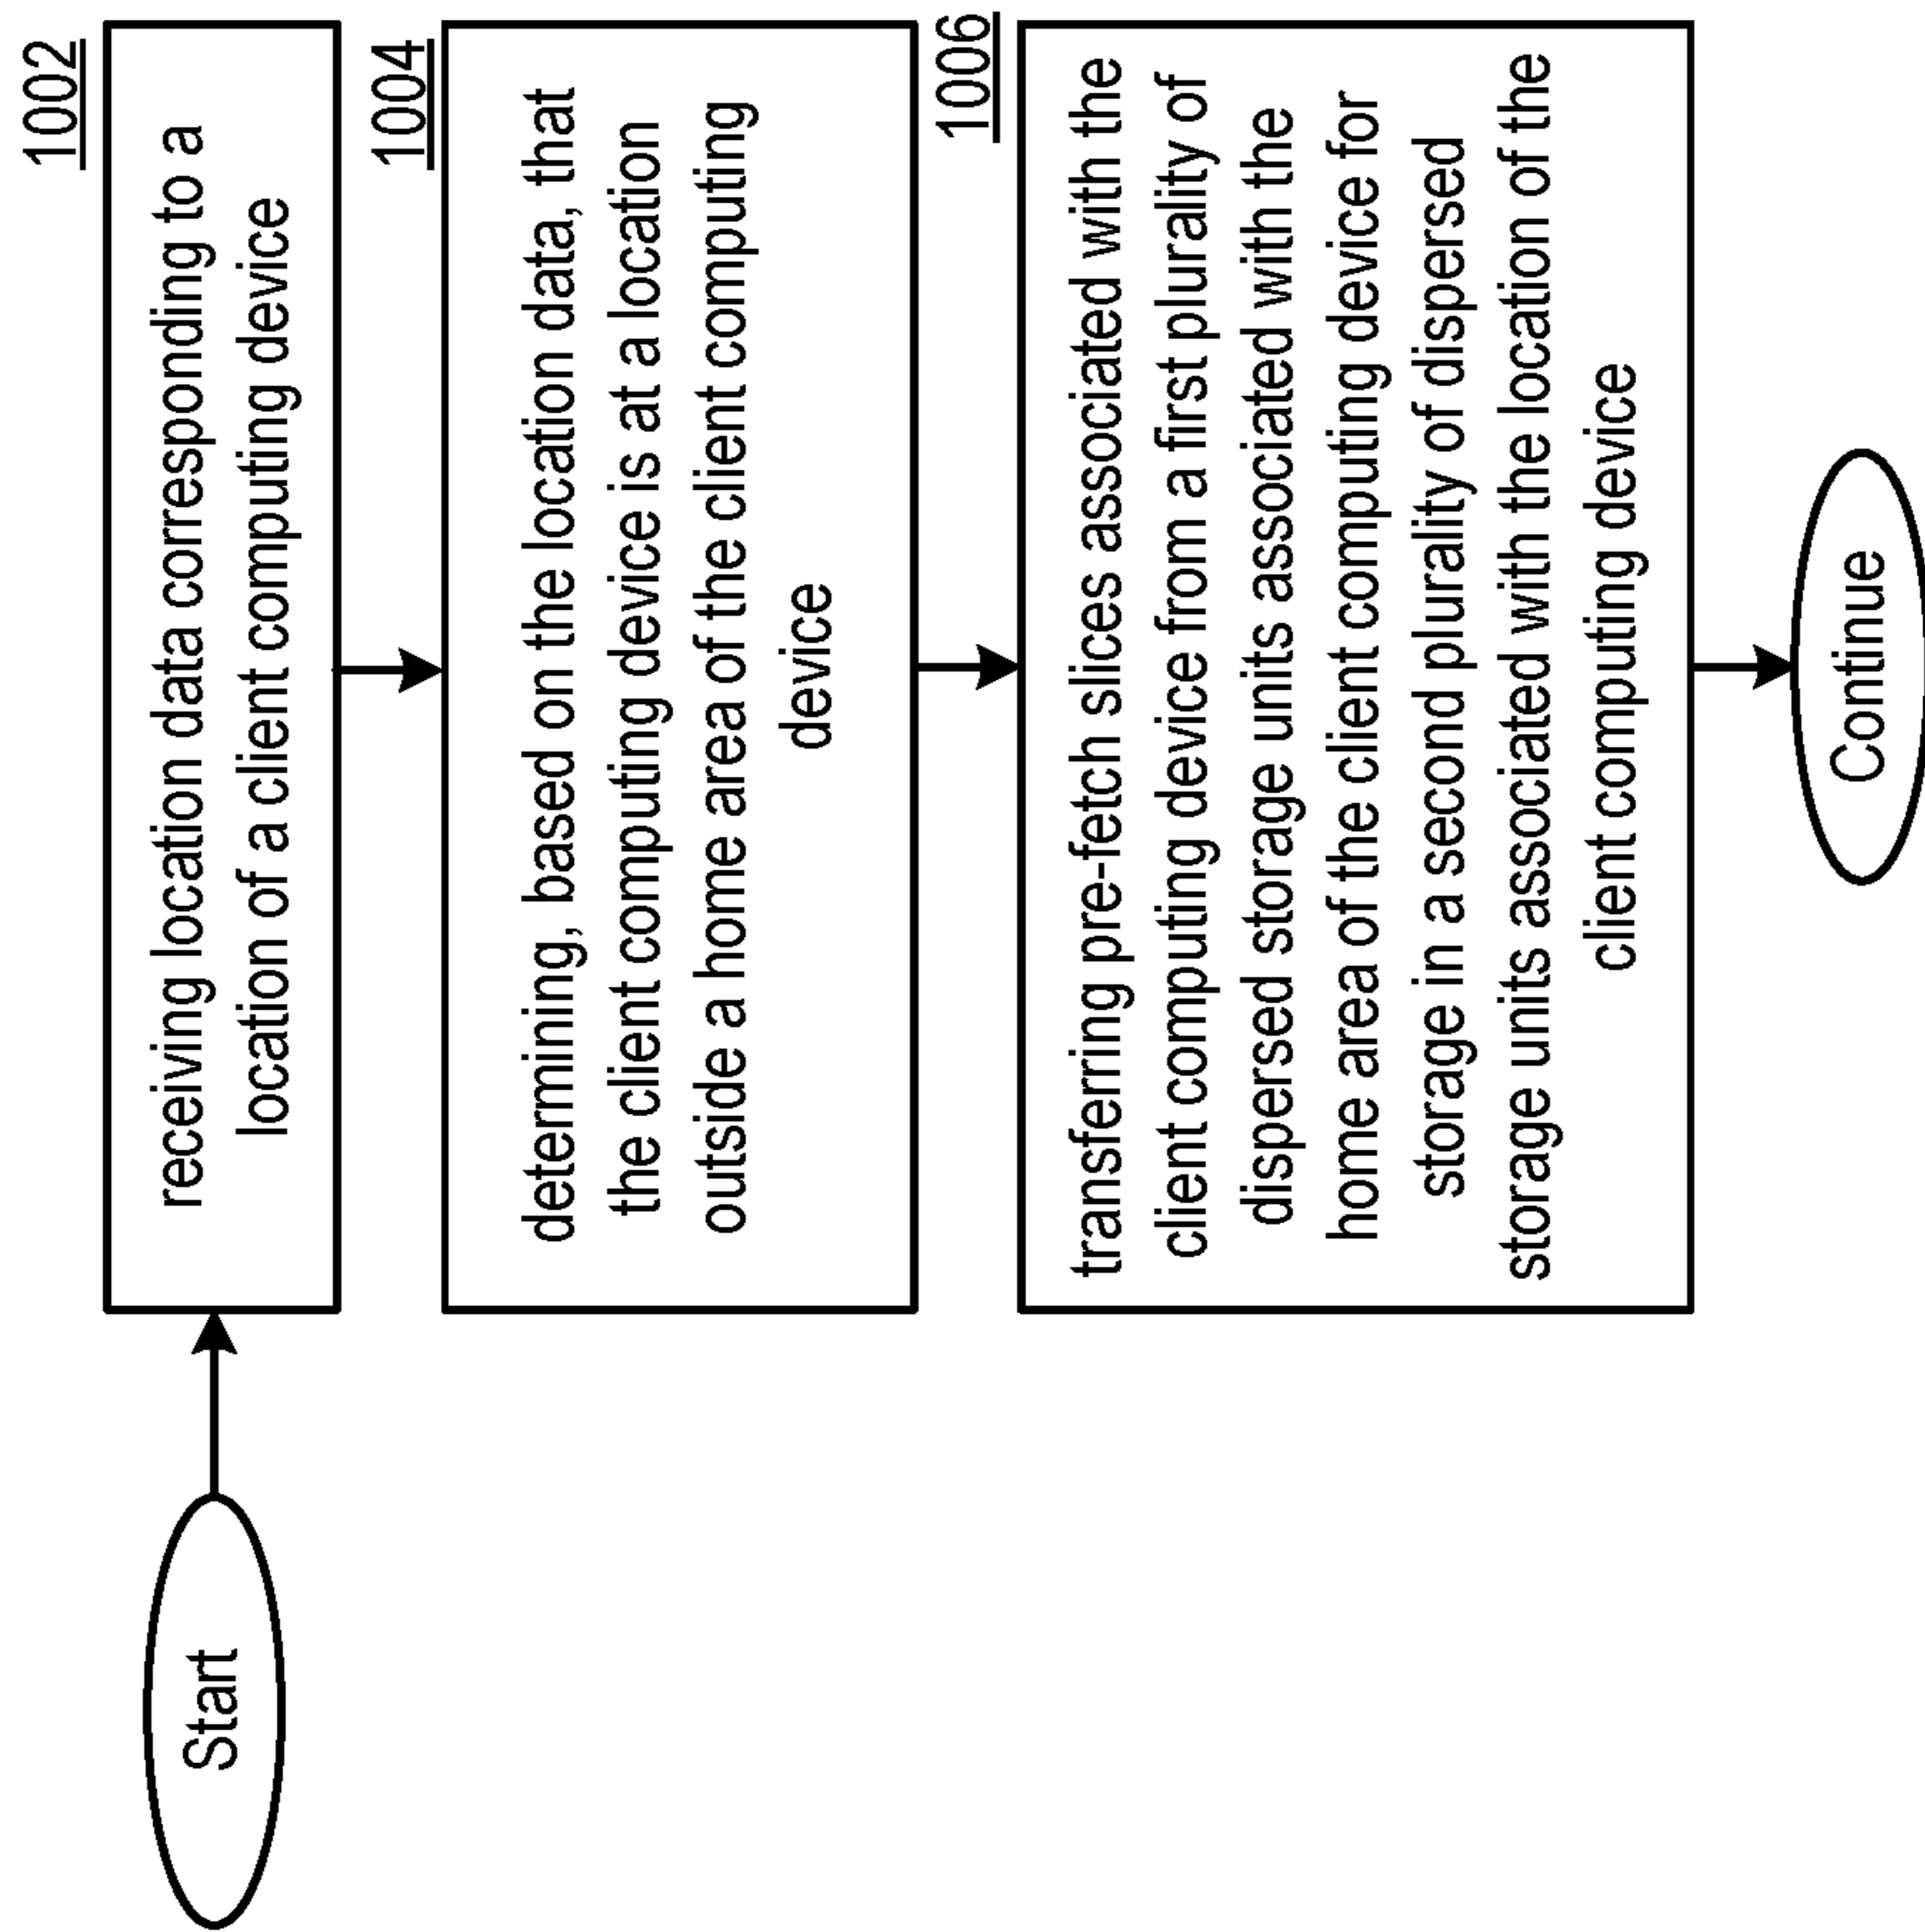 Start
1002
receiving location data corresponding to a
location of a client computing device
1004
determining, based on the location data, that
the client computing device is at a location
outside a home area of the client computing
device
1006
transferring pre-fetch slices associated with the
client computing device from a first plurality of
dispersed storage units associated with the
home area of the client computing device for
storage in a second plurality of dispersed
storage units associated with the location of the
client computing device
Continue